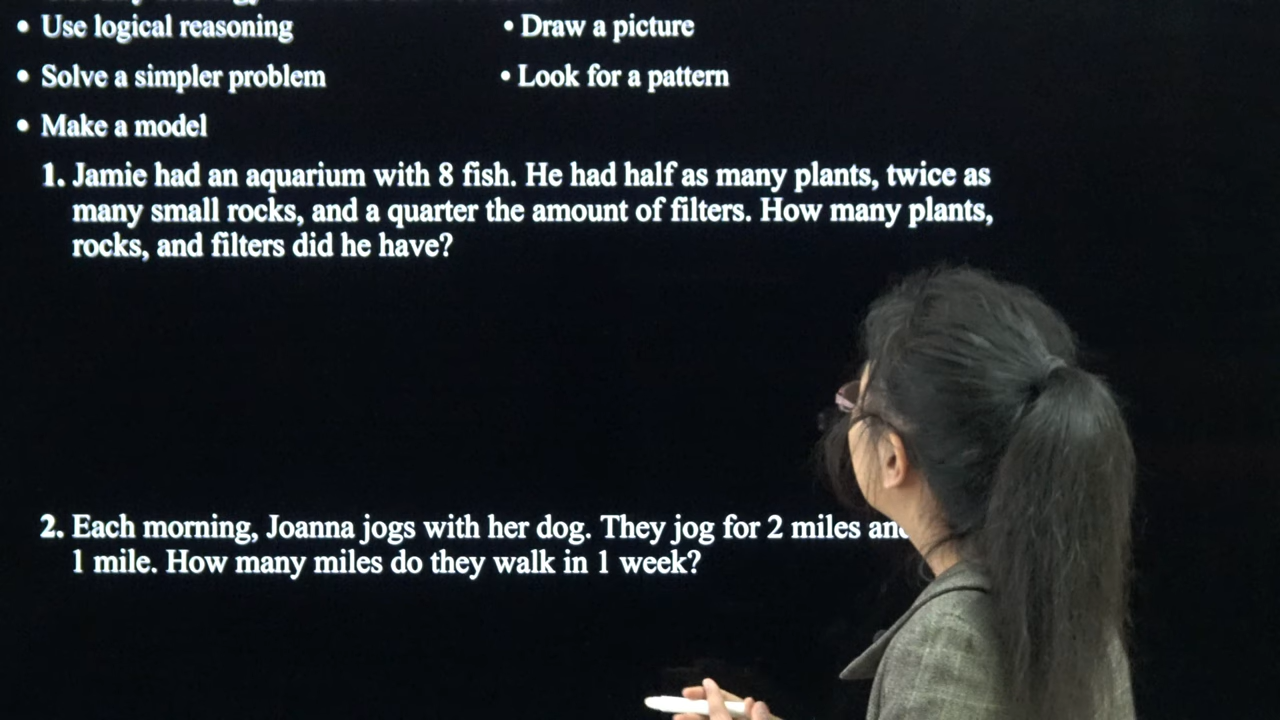 • Use logical reasoning • Draw a picture
• Solve a simpler problem • Look for a pattern
• Make a model
1. Jamie had an aquarium with 8 fish. He had half as many plants, twice as
many small rocks, and a quarter the amount of filters. How many plants,
rocks, and filters did he have?
2. Each morning, Joanna jogs with her dog. They jog for 2 miles
1 mile. How many miles do they walk in 1 week?